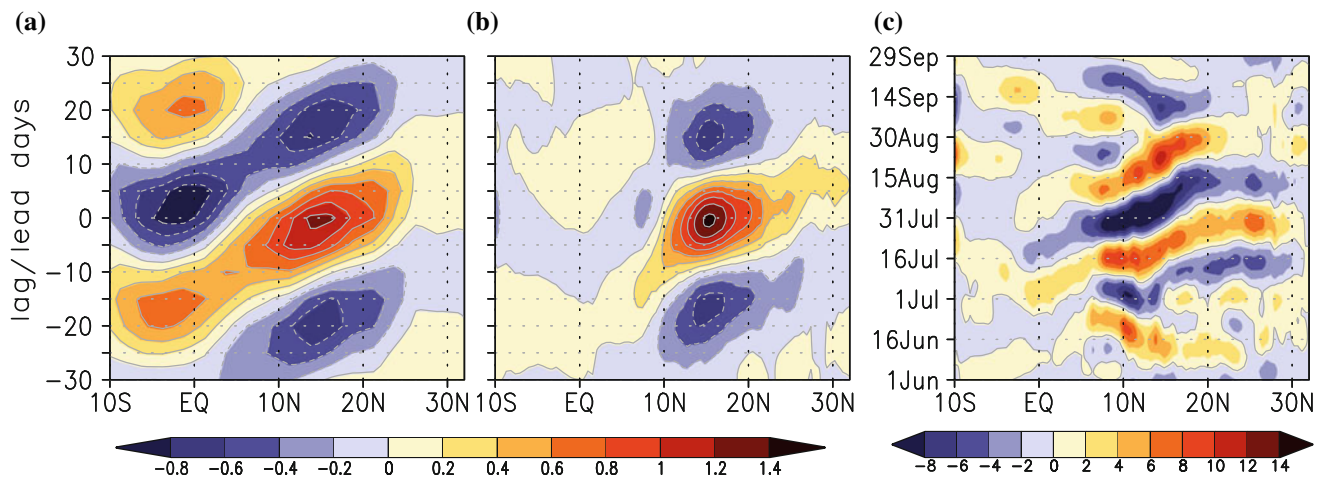 (a) (b) (c)
30 29Sep
20 14Sep
10 30Aug
15Aug
0 31Jul
-10 16Jul
1Jul
-20 16Jun
-30 1Jun
lag/lead days
10S EQ 10N 20N 30N EQ 10N 20N 30N 10S EQ 10N 20N 30N
-0.8 -0.6 -0.4 -0.2 0 0.2 0.4 0.6 0.8 1 1.2 1.4 -8 -6 -4 -2 0 2 4 6 8 10 12 14